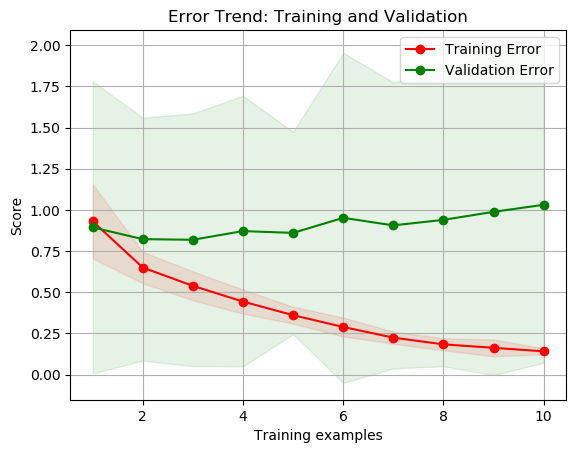 Error Trend: Training and Validation
Training Error
Validation Error
2.00
1.75
1.50
1.25
1.00
0.75
0.50
0.25
0.00
Score
2 4 6 8 10
Training examples